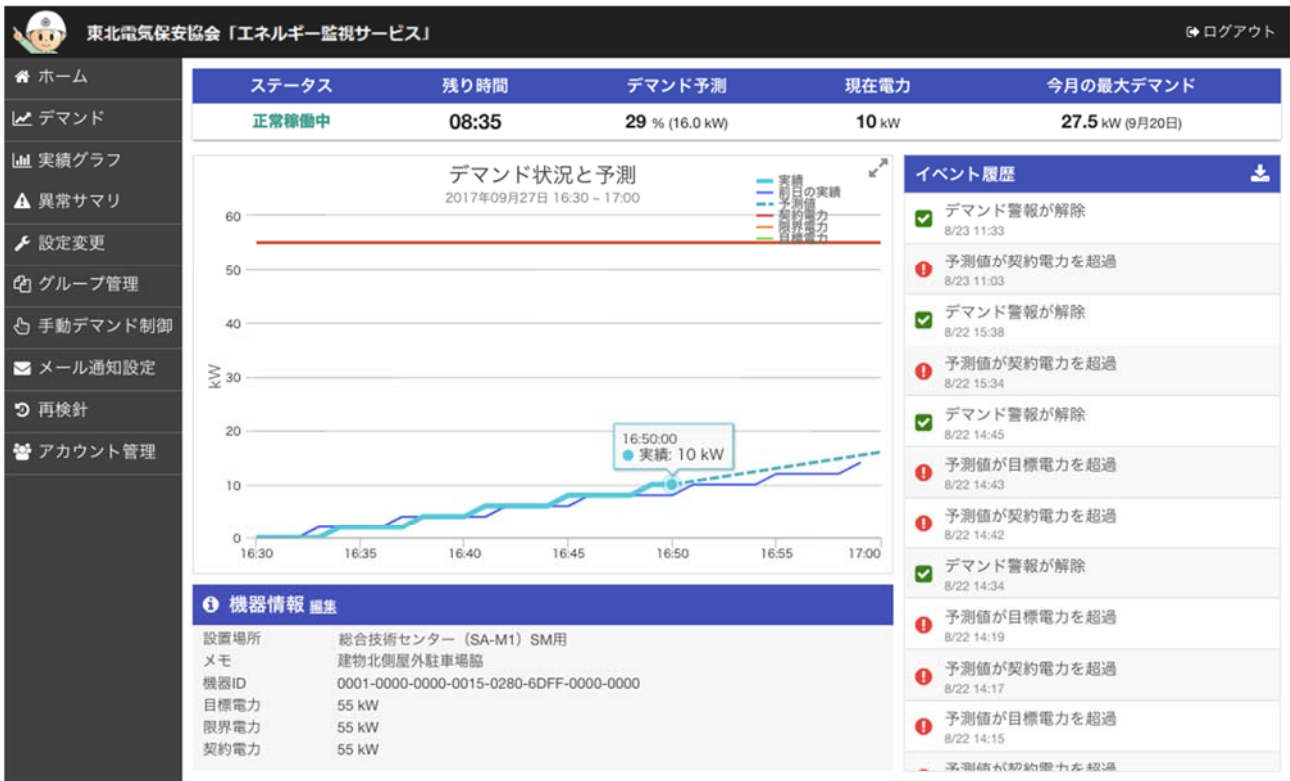 東北電気保安協会「エネルギー監視サービス」
ログアウト
ホーム
デマンド
実績グラフ
異常サマリ
設定変更
グループ管理
手動デマンド制御
メール通知設定
再検針
アカウント管理
ステータス 残り時間 デマンド予測 現在電力 今月の最大デマンド
正常稼働中 08:35 29 % (16.0 kW) 10 kW 27.5 kW (9月20日)
デマンド状況と予測
2017年09月27日 16:30 ~ 17:00
実績
前日の実績
予測値
契約電力
限界電力
目標電力
60
50
40
kW
30
20
10
0
16:50:00
実績: 10 kW
16:30 16:35 16:40 16:45 16:50 16:55 17:00
機器情報 編集
設置場所 総合技術センター（SA-M1）SM用
メモ 建物北側屋外駐車場脇
機器ID 0001-0000-0000-0015-0280-6DFF-0000-0000
目標電力 55 kW
限界電力 55 kW
契約電力 55 kW
イベント履歴
デマンド警報が解除
8/23 11:33
予測値が契約電力を超過
8/23 11:03
デマンド警報が解除
8/22 15:38
予測値が契約電力を超過
8/22 15:34
デマンド警報が解除
8/22 14:45
予測値が目標電力を超過
8/22 14:43
予測値が契約電力を超過
8/22 14:42
デマンド警報が解除
8/22 14:34
予測値が目標電力を超過
8/22 14:19
予測値が契約電力を超過
8/22 14:17
予測値が目標電力を超過
8/22 14:15
予測値が契約電力を超過